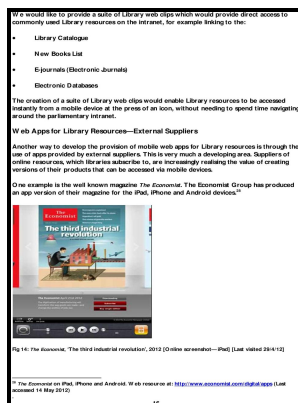 We would like to provide a suite of Library web clips which would provide direct access to
commonly used Library resources on the intranet, for example linking to the:
• Library Catalogue
• New Books List
• E-journals (Electronic Journals)
• Electronic Databases
The creation of a suite of Library web clips would enable Library resources to be accessed
instantly from a mobile device at the press of an icon, without needing to spend time navigating
around the parliamentary intranet.
Web Apps for Library Resources—External Suppliers
Another way to develop the provision of mobile web apps for Library resources is through the
use of apps provided by external suppliers. This is very much a developing area. Suppliers of
online resources, which libraries subscribe to, are increasingly realising the value of creating
versions of their products that can be accessed via mobile devices.
One example is the well known magazine The Economist. The Economist Group has produced
an app version of their magazine for the iPad, iPhone and Android devices.
The
Economist
The third industrial
revolution
Fig 14: The Economist, 'The third industrial revolution', 2012 [Online screenshot—iPad] [Last visited 29/4/12]
The Economist on iPad, iPhone and Android. Web resource at: http://www.economist.com/digital/apps (Last
accessed 14 May 2012)